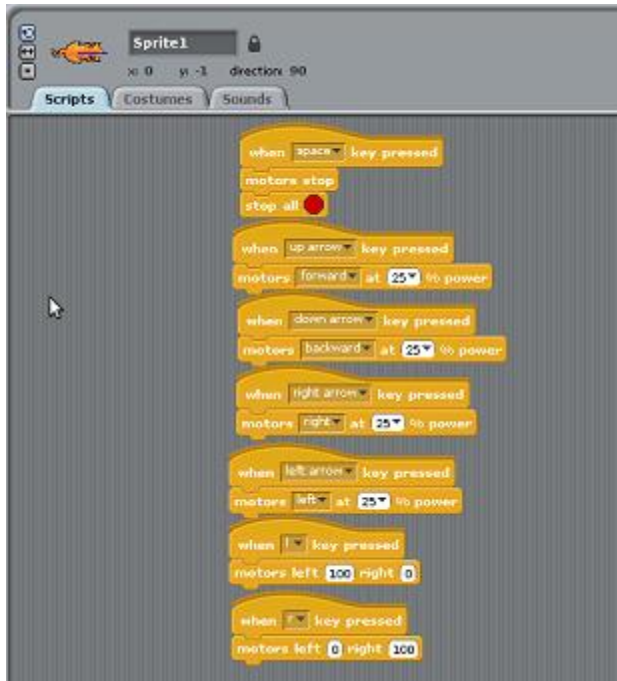 Sprite1
x: 0 y: -1 direction: 90
Scripts Costumes Sounds
when space key pressed
motors stop
stop all
when up arrow key pressed
motors forward at 25 % power
when down arrow key pressed
motors backward at 25 % power
when right arrow key pressed
motors right at 25 % power
when left arrow key pressed
motors left at 25 % power
when l key pressed
motors left 100 right 0
when r key pressed
motors left 0 right 100